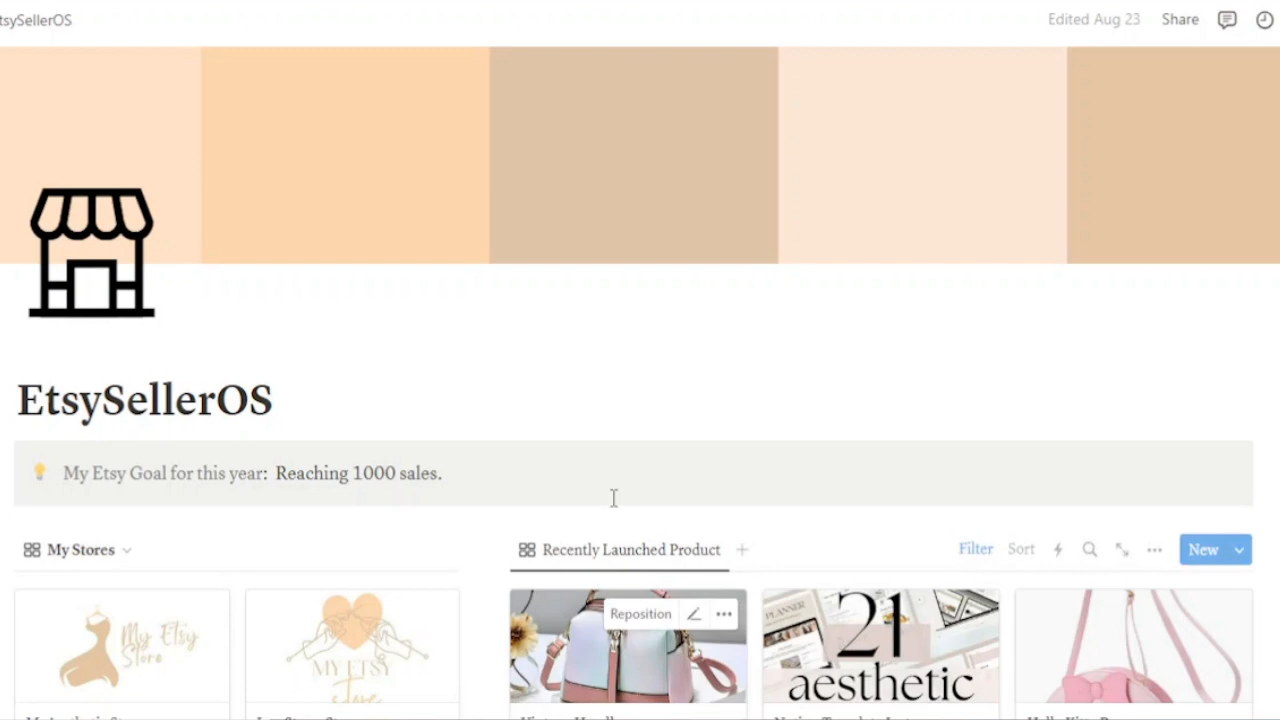 tsySellerOS
Edited Aug 23 Share
EtsySellerOS
My Etsy Goal for this year: Reaching 1000 sales.
My Stores
Recently Launched Product
Filter Sort New
My Etsy
Store
MY ETSY
Reposition
PLANNER
21
aesthetic